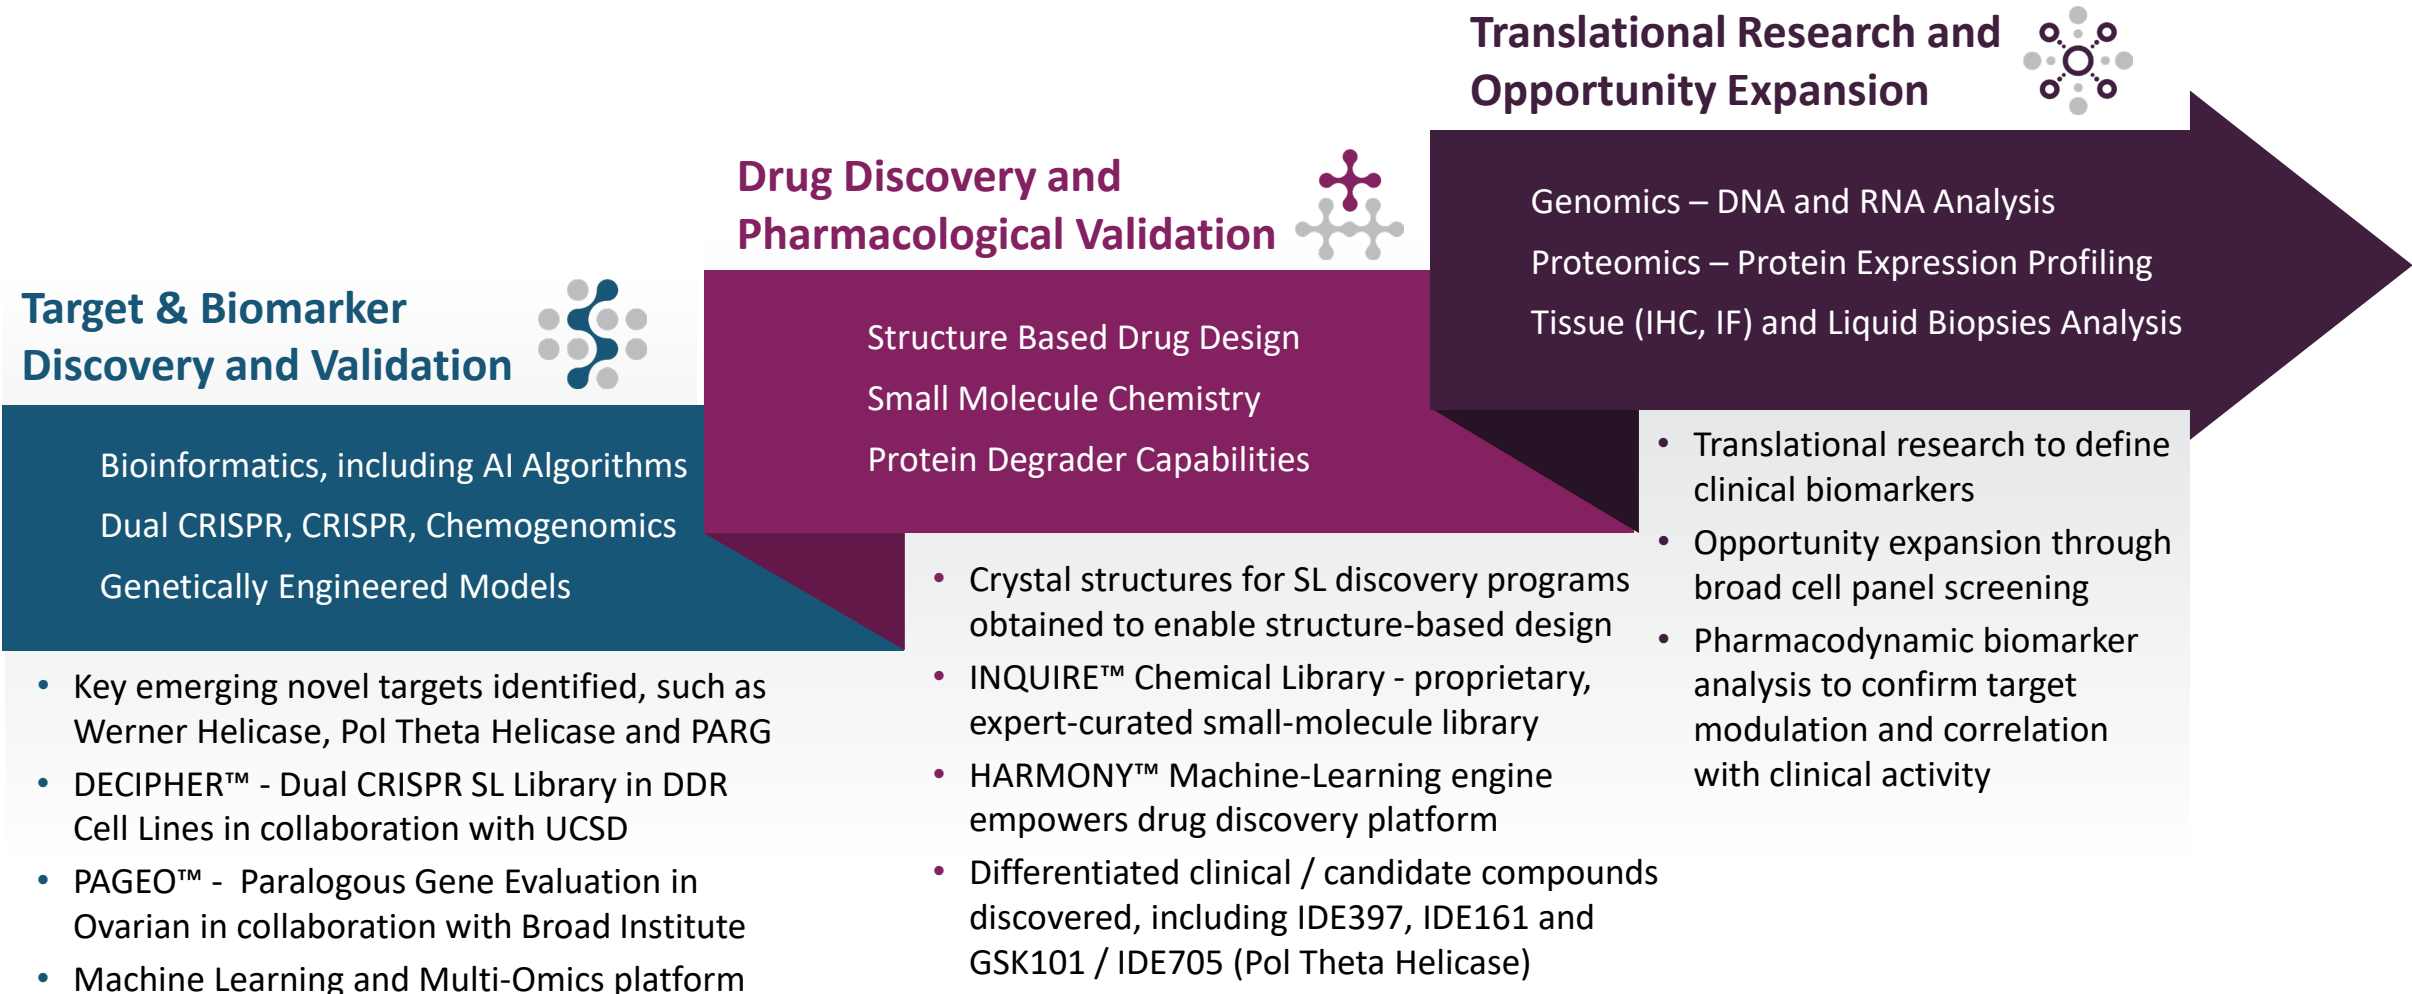 Target & Biomarker
Discovery and Validation
Bioinformatics, including AI Algorithms
Dual CRISPR, CRISPR, Chemogenomics
Genetically Engineered Models
• Key emerging novel targets identified, such as
Werner Helicase, Pol Theta Helicase and PARG
• DECIPHER™ - Dual CRISPR SL Library in DDR
Cell Lines in collaboration with UCSD
• PAGEO™ - Paralogous Gene Evaluation in
Ovarian in collaboration with Broad Institute
• Machine Learning and Multi-Omics platform
Drug Discovery and
Pharmacological Validation
Structure Based Drug Design
Small Molecule Chemistry
Protein Degrader Capabilities
• Crystal structures for SL discovery programs
obtained to enable structure-based design
• INQUIRE™ Chemical Library - proprietary,
expert-curated small-molecule library
• HARMONY™ Machine-Learning engine
empowers drug discovery platform
• Differentiated clinical / candidate compounds
discovered, including IDE397, IDE161 and
GSK101 / IDE705 (Pol Theta Helicase)
Translational Research and
Opportunity Expansion
Genomics – DNA and RNA Analysis
Proteomics – Protein Expression Profiling
Tissue (IHC, IF) and Liquid Biopsies Analysis
• Translational research to define
clinical biomarkers
• Opportunity expansion through
broad cell panel screening
• Pharmacodynamic biomarker
analysis to confirm target
modulation and correlation
with clinical activity